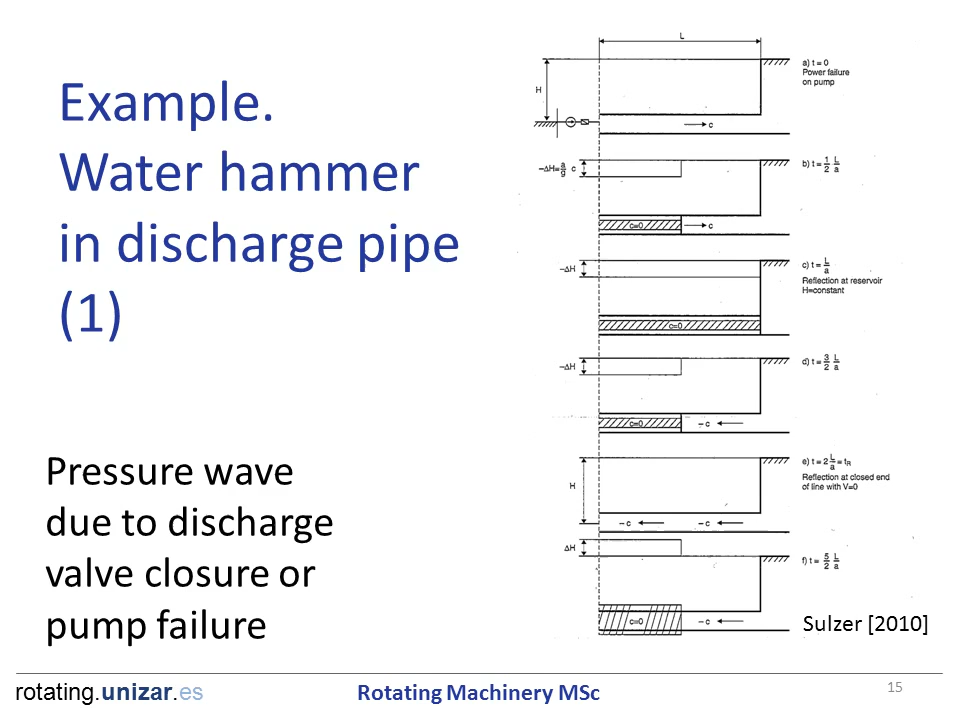 Example.
Water hammer
in discharge pipe
(1)
Pressure wave
due to discharge
valve closure or
pump failure
L
H
c
a) t = 0
Power failure
on pump
−ΔH= a/g c
c=0
c
b) t = 1/2 L/a
−ΔH
c=0
c) t = L/a
Reflection at reservoir
H=constant
−ΔH
c=0
−c
d) t = 3/2 L/a
H
−c
−c
e) t = 2 L/a = tR
Reflection at closed end
of line with V=0
ΔH
c=0
−c
f) t = 5/2 L/a
Sulzer [2010]
rotating.unizar.es
Rotating Machinery MSc
15